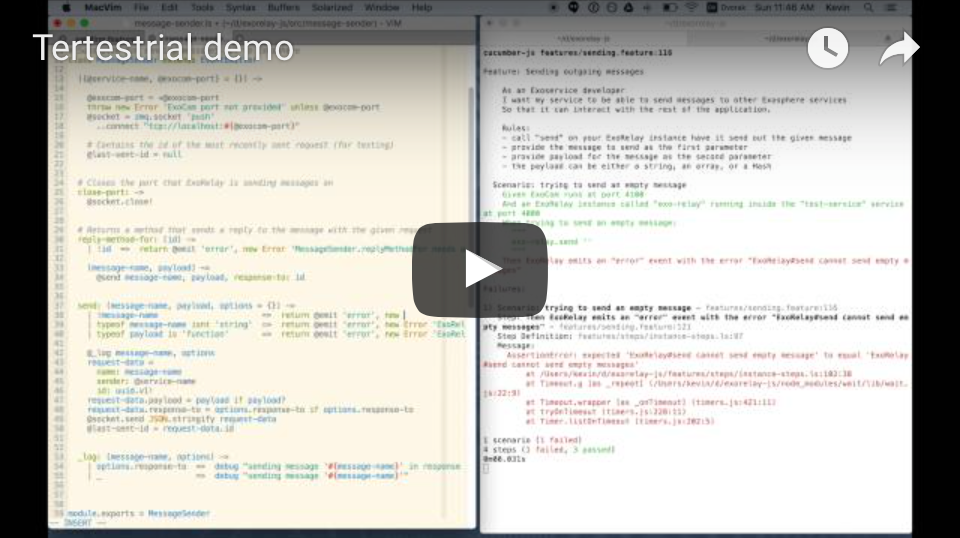 MacVim File Edit Tools Syntax Buffers Solarized Window Help Dvorak Sun 11:46 AM Kevin
message-sender.ls + (~/d/exorelay-js/src/message-sender) - VIM
~/d/exorelay-js
Tertestrial demo
((@service-name, @exocom-port) = {}) ->
@exocom-port = +@exocom-port
throw new Error 'ExoCom port not provided' unless @exocom-port
@socket = zmq.socket 'push'
..connect "tcp://localhost:#{@exocom-port}"
# Contains the id of the most recently sent request (for testing)
@last-sent-id = null
# Closes the port that ExoRelay is sending messages on
close-port: ->
@socket.close!
# Returns a method that sends a reply to the message with the given
reply-method-for: (id) ->
| !id => return @emit 'error', new Error 'MessageSender.replyMethodFor
(message-name, payload) ~>
@send message-name, payload, response-to: id
send: (message-name, payload, options = {}) ->
| !message-name => return @emit 'error', new
| typeof message-name isnt 'string' => return @emit 'error', new Error 'ExoRel
| typeof payload is 'function' => return @emit 'error', new Error 'ExoRel
@_log message-name, options
request-data =
name: message-name
sender: @service-name
id: uuid.v1!
request-data.payload = payload if payload?
request-data.response-to = options.response-to if options.response-to
@socket.send JSON.stringify request-data
@last-sent-id = request-data.id
_log: (message-name, options) ->
| options.response-to => debug "sending message '#{message-name}' in response
| _ => debug "sending message '#{message-name}'"
module.exports = MessageSender
-- INSERT --
cucumber-js features/sending.feature:116
Feature: Sending outgoing messages
As an Exoservice developer
I want my service to be able to send messages to other Exosphere services
So that it can interact with the rest of the application.
Rules:
- call "send" on your ExoRelay instance have it send out the given message
- provide the message to send as the first parameter
- provide payload for the message as the second parameter
- the payload can be either a string, an array, or a Hash
Scenario: trying to send an empty message
Given ExoCom runs at port 4100
And an ExoRelay instance called "exo-relay" running inside the "test-service" service
at port 4000
When trying to send an empty message:
exo-relay.send ''
Then ExoRelay emits an "error" event with the error "ExoRelay#send cannot send empty
Failures:
1) Scenario: trying to send an empty message - features/sending.feature:116
Step: Then ExoRelay emits an "error" event with the error "ExoRelay#send cannot send em
pty messages" - features/sending.feature:123
Step Definition: features/steps/instance-steps.ls:87
Message:
AssertionError: expected 'ExoRelay#send cannot send empty message' to equal 'ExoRelay
#send cannot send empty messages'
at /Users/kevin/d/exorelay-js/features/steps/instance-steps.ls:102:30
at Timeout.g [as _repeat] (/Users/kevin/d/exorelay-js/node_modules/wait/lib/wait.
js:22:9)
at Timeout.wrapper [as _onTimeout] (timers.js:421:11)
at tryOnTimeout (timers.js:228:11)
at Timer.listOnTimeout (timers.js:202:5)
1 scenario (1 failed)
4 steps (1 failed, 3 passed)
0m00.031s